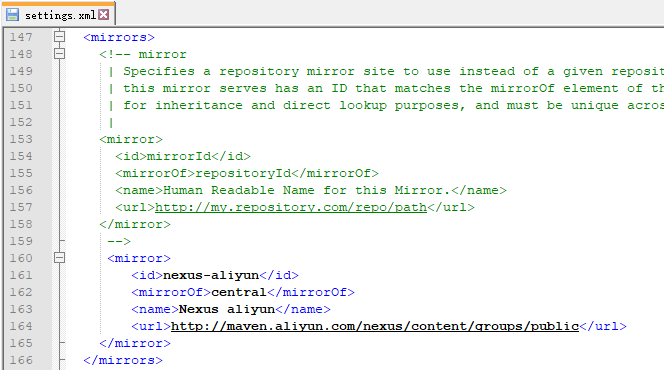 settings.xml
147 <mirrors>
148 <!-- mirror
149 | Specifies a repository mirror site to use instead of a given reposit
150 | this mirror serves has an ID that matches the mirrorOf element of th
151 | for inheritance and direct lookup purposes, and must be unique acros
152 |
153 <mirror>
154 <id>mirrorId</id>
155 <mirrorOf>repositoryId</mirrorOf>
156 <name>Human Readable Name for this Mirror.</name>
157 <url>http://my.repository.com/repo/path</url>
158 </mirror>
159 -->
160 <mirror>
161 <id>nexus-aliyun</id>
162 <mirrorOf>central</mirrorOf>
163 <name>Nexus aliyun</name>
164 <url>http://maven.aliyun.com/nexus/content/groups/public</url>
165 </mirror>
166 </mirrors>